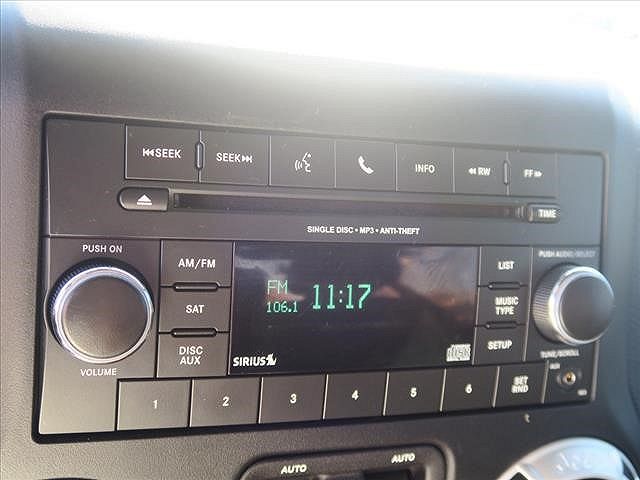 SEEK SEEK INFO RW FF
TIME
SINGLE DISC • MP3 • ANTI-THEFT
PUSH ON
PUSH AUDIO/SELECT
AM/FM
LIST
SAT
FM
106.1
11:17
MUSIC
TYPE
DISC
AUX
SIRIUS
SETUP
VOLUME
TUNE/SCROLL
1 2 3 4 5 6
SET
RND
AUTO AUTO
Jeep